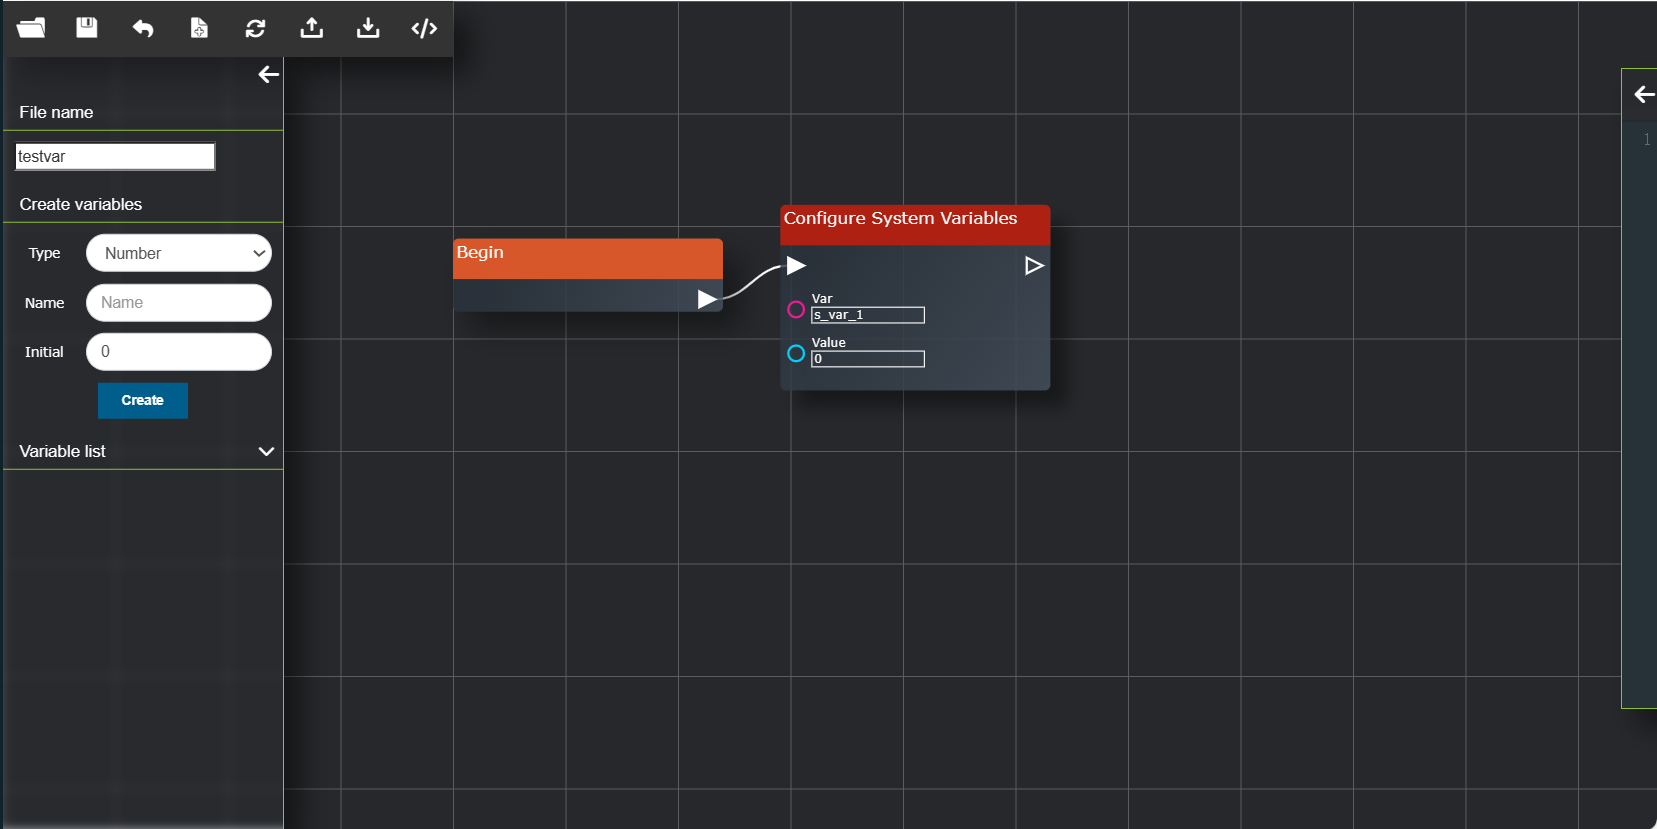 File name
testvar
Create variables
Type Number
Name Name
Initial 0
Create
Variable list
Begin
Configure System Variables
Var
s_var_1
Value
0
1